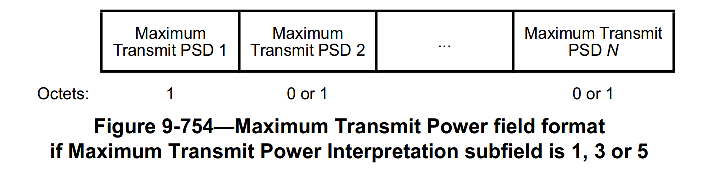 Maximum Transmit PSD 1
Maximum Transmit PSD 2
...
Maximum Transmit PSD N
Octets: 1 0 or 1 0 or 1
Figure 9-754—Maximum Transmit Power field format
if Maximum Transmit Power Interpretation subfield is 1, 3 or 5